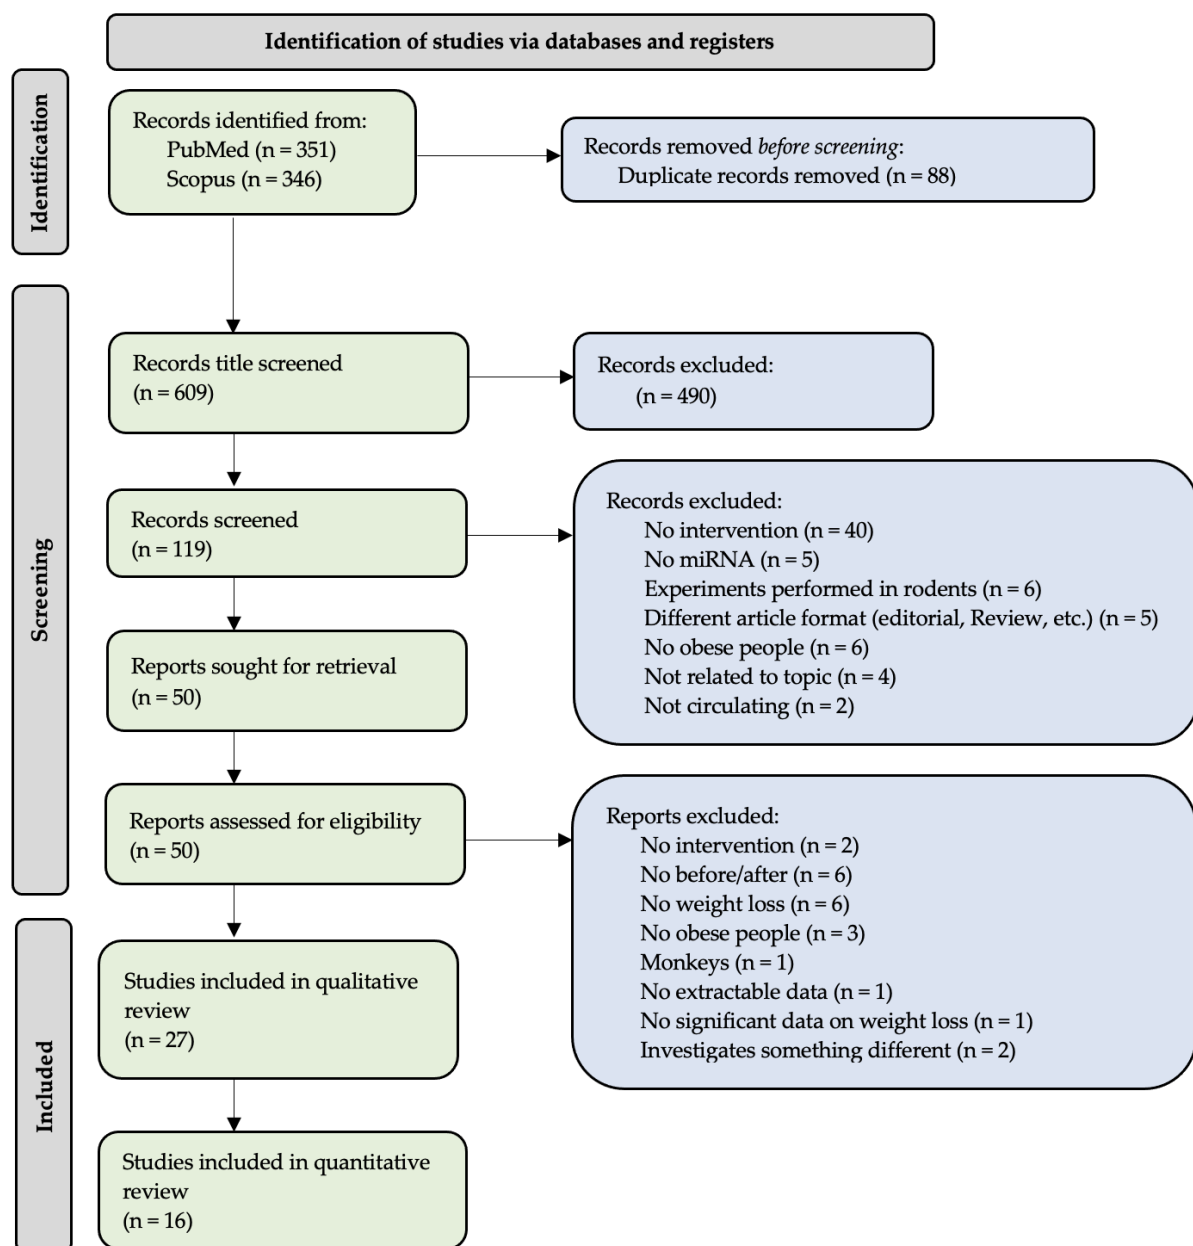 Identification of studies via databases and registers
Identification
Records identified from:
PubMed (n = 351)
Scopus (n = 346)
Records removed before screening:
Duplicate records removed (n = 88)
Screening
Records title screened
(n = 609)
Records excluded:
(n = 490)
Records screened
(n = 119)
Records excluded:
No intervention (n = 40)
No miRNA (n = 5)
Experiments performed in rodents (n = 6)
Different article format (editorial, Review, etc.) (n = 5)
No obese people (n = 6)
Not related to topic (n = 4)
Not circulating (n = 2)
Reports sought for retrieval
(n = 50)
Reports assessed for eligibility
(n = 50)
Reports excluded:
No intervention (n = 2)
No before/after (n = 6)
No weight loss (n = 6)
No obese people (n = 3)
Monkeys (n = 1)
No extractable data (n = 1)
No significant data on weight loss (n = 1)
Investigates something different (n = 2)
Included
Studies included in qualitative
review
(n = 27)
Studies included in quantitative
review
(n = 16)